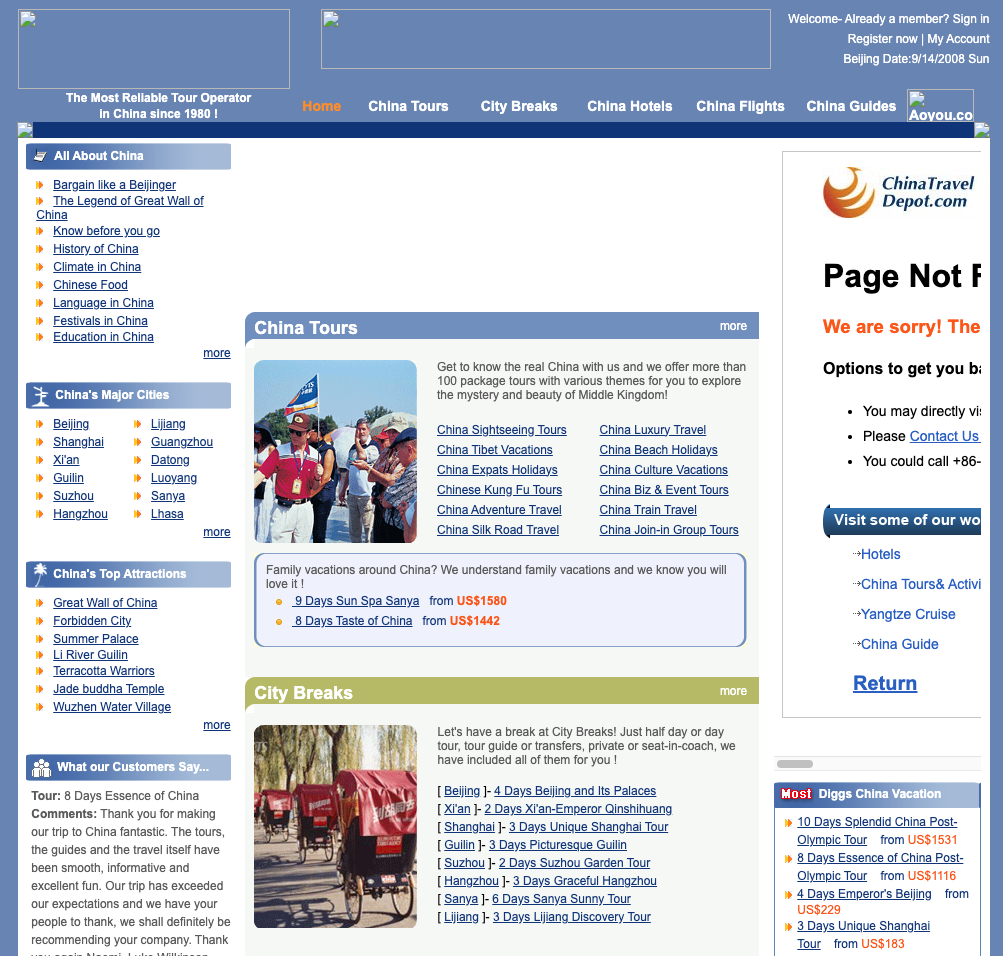 Welcome- Already a member? Sign in
Register now | My Account
Beijing Date:9/14/2008 Sun
The Most Reliable Tour Operator
in China since 1980 !
Home China Tours City Breaks China Hotels China Flights China Guides Aoyou.co
All About China
Bargain like a Beijinger
The Legend of Great Wall of
China
Know before you go
History of China
Climate in China
Chinese Food
Language in China
Festivals in China
Education in China
more
China's Major Cities
Beijing Lijiang
Shanghai Guangzhou
Xi'an Datong
Guilin Luoyang
Suzhou Sanya
Hangzhou Lhasa
more
China's Top Attractions
Great Wall of China
Forbidden City
Summer Palace
Li River Guilin
Terracotta Warriors
Jade buddha Temple
Wuzhen Water Village
more
What our Customers Say...
Tour: 8 Days Essence of China
Comments: Thank you for making
our trip to China fantastic. The tours,
the guides and the travel itself have
been smooth, informative and
excellent fun. Our trip has exceeded
our expectations and we have your
people to thank, we shall definitely be
recommending your company. Thank
you again Naomi, Luke Wilkinson
China Tours more
Get to know the real China with us and we offer more than
100 package tours with various themes for you to explore
the mystery and beauty of Middle Kingdom!
China Sightseeing Tours China Luxury Travel
China Tibet Vacations China Beach Holidays
China Expats Holidays China Culture Vacations
Chinese Kung Fu Tours China Biz & Event Tours
China Adventure Travel China Train Travel
China Silk Road Travel China Join-in Group Tours
Family vacations around China? We understand family vacations and we know you will
love it !
9 Days Sun Spa Sanya from US$1580
8 Days Taste of China from US$1442
City Breaks more
Let's have a break at City Breaks! Just half day or day
tour, tour guide or transfers, private or seat-in-coach, we
have included all of them for you !
[ Beijing ]- 4 Days Beijing and Its Palaces
[ Xi'an ]- 2 Days Xi'an-Emperor Qinshihuang
[ Shanghai ]- 3 Days Unique Shanghai Tour
[ Guilin ]- 3 Days Picturesque Guilin
[ Suzhou ]- 2 Days Suzhou Garden Tour
[ Hangzhou ]- 3 Days Graceful Hangzhou
[ Sanya ]- 6 Days Sanya Sunny Tour
[ Lijiang ]- 3 Days Lijiang Discovery Tour
ChinaTravel
Depot.com
Page Not F
We are sorry! The
Options to get you ba
You may directly vis
Please Contact Us
You could call +86-
Visit some of our wo
Hotels
China Tours& Activi
Yangtze Cruise
China Guide
Return
Most Diggs China Vacation
10 Days Splendid China Post-
Olympic Tour from US$1531
8 Days Essence of China Post-
Olympic Tour from US$1116
4 Days Emperor's Beijing from
US$229
3 Days Unique Shanghai
Tour from US$183